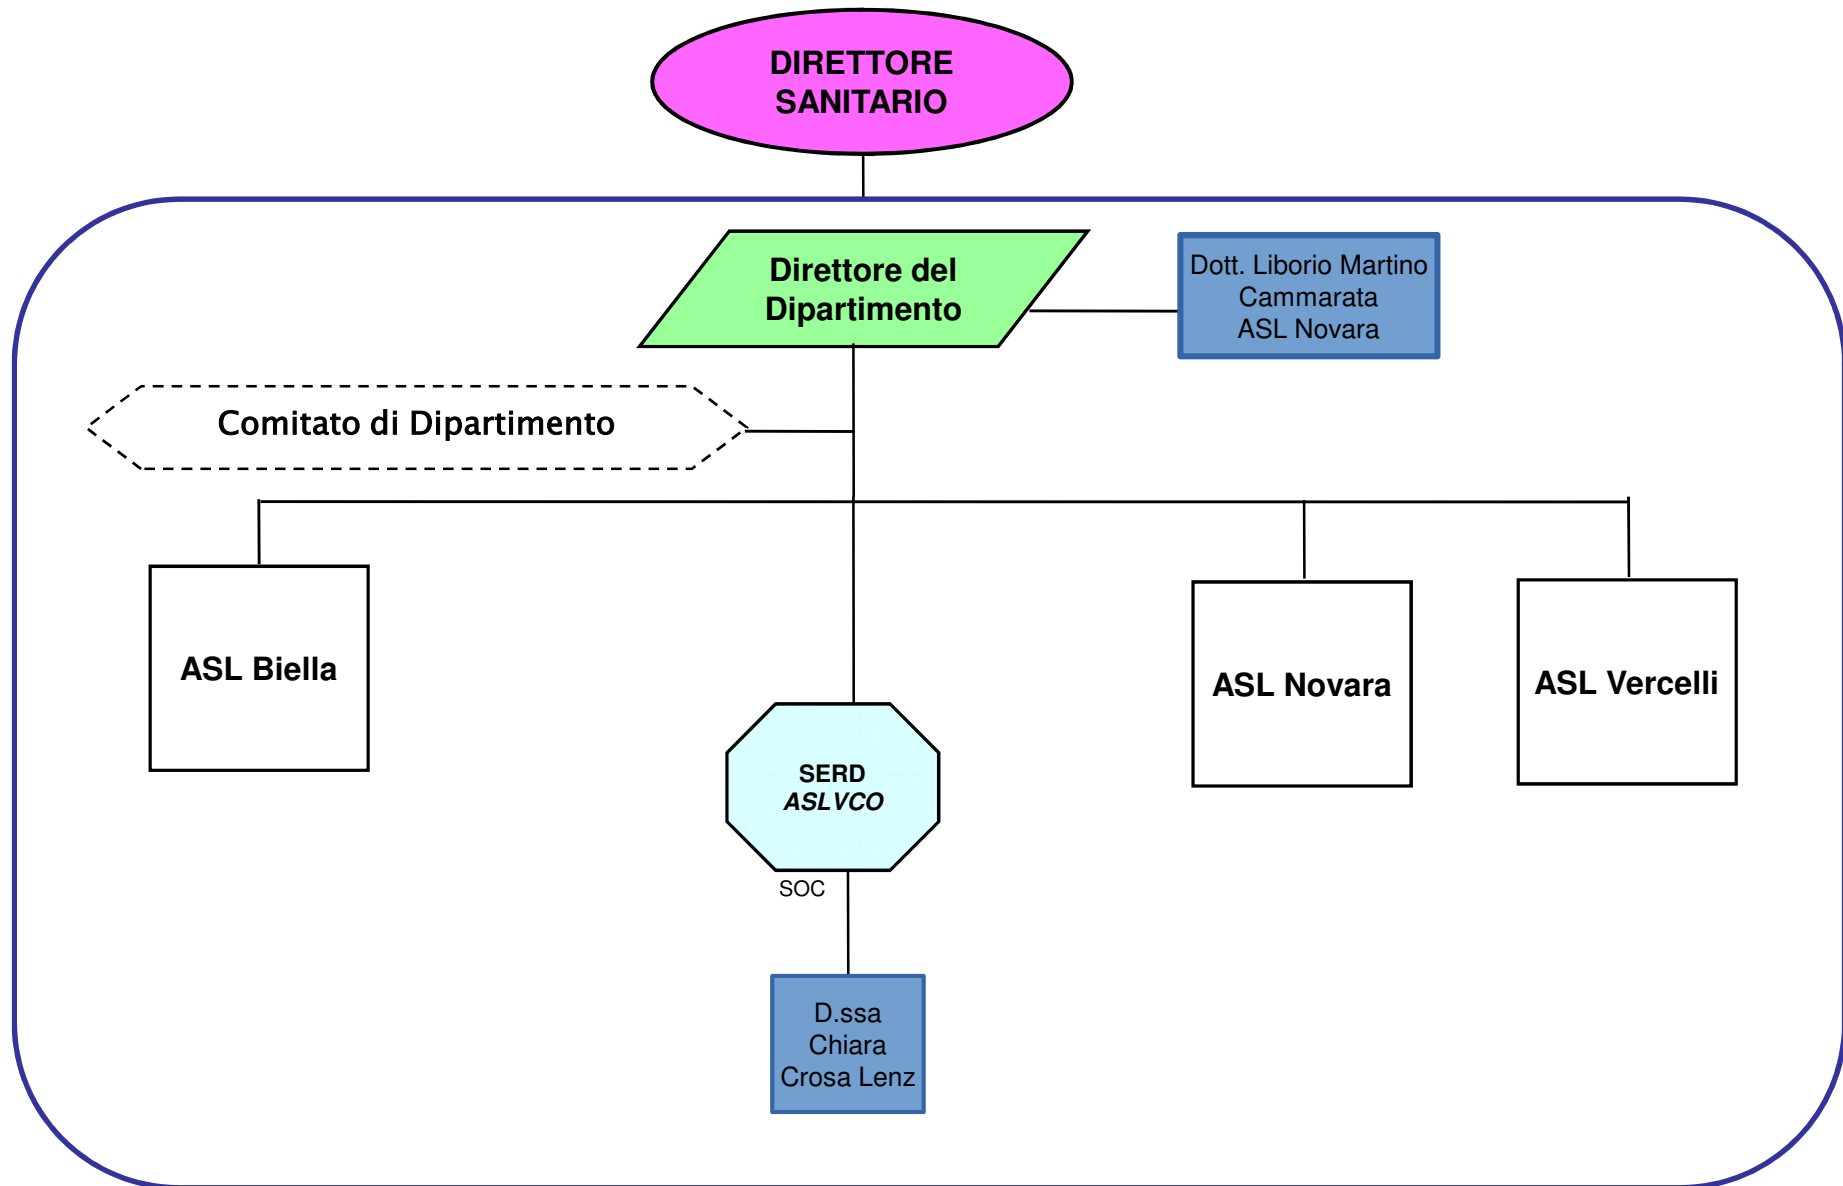 DIRETTORE
SANITARIO
Direttore del
Dipartimento
Dott. Liborio Martino
Cammarata
ASL Novara
Comitato di Dipartimento
ASL Biella
SERD
ASLVCO
SOC
D.ssa
Chiara
Crosa Lenz
ASL Novara
ASL Vercelli